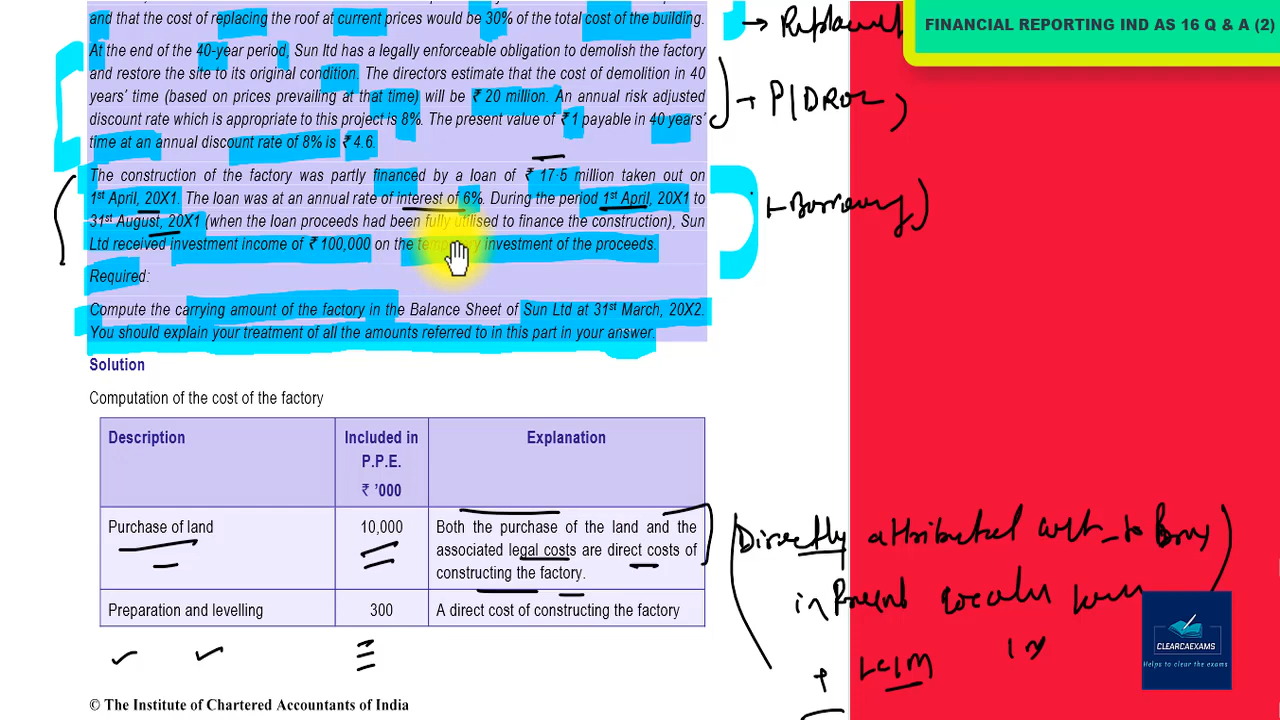 and that the cost of replacing the roof at current prices would be 30% of the total cost of the building.
At the end of the 40-year period, Sun ltd has a legally enforceable obligation to demolish the factory
and restore the site to its original condition. The directors estimate that the cost of demolition in 40
years' time (based on prices prevailing at that time) will be ₹ 20 million. An annual risk adjusted
discount rate which is appropriate to this project is 8%. The present value of ₹ 1 payable in 40 years'
time at an annual discount rate of 8% is ₹ 4.6.
The construction of the factory was partly financed by a loan of ₹ 17·5 million taken out on
1st April, 20X1. The loan was at an annual rate of interest of 6%. During the period 1st April, 20X1 to
31st August, 20X1 (when the loan proceeds had been fully utilised to finance the construction), Sun
Ltd received investment income of ₹ 100,000 on the temporary investment of the proceeds.
Required:
Compute the carrying amount of the factory in the Balance Sheet of Sun Ltd at 31st March, 20X2.
You should explain your treatment of all the amounts referred to in this part in your answer.
Solution
Computation of the cost of the factory
Description Included in P.P.E. ₹ '000 Explanation
Purchase of land 10,000 Both the purchase of the land and the
associated legal costs are direct costs of
constructing the factory.
Preparation and levelling 300 A direct cost of constructing the factory
© The Institute of Chartered Accountants of India
FINANCIAL REPORTING IND AS 16 Q & A (2)
Directly attributed to
in
CLEARCAEXAMS
Helps to clear the exams